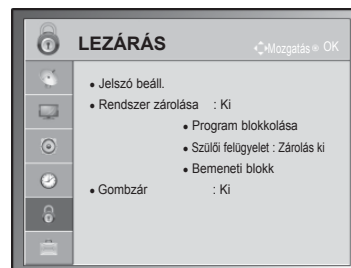 LEZÁRÁS
Mozgatás OK
• Jelszó beáll.
• Rendszer zárolása : Ki
• Program blokkolása
• Szülői felügyelet : Zárolás ki
• Bemeneti blokk
• Gombzár : Ki